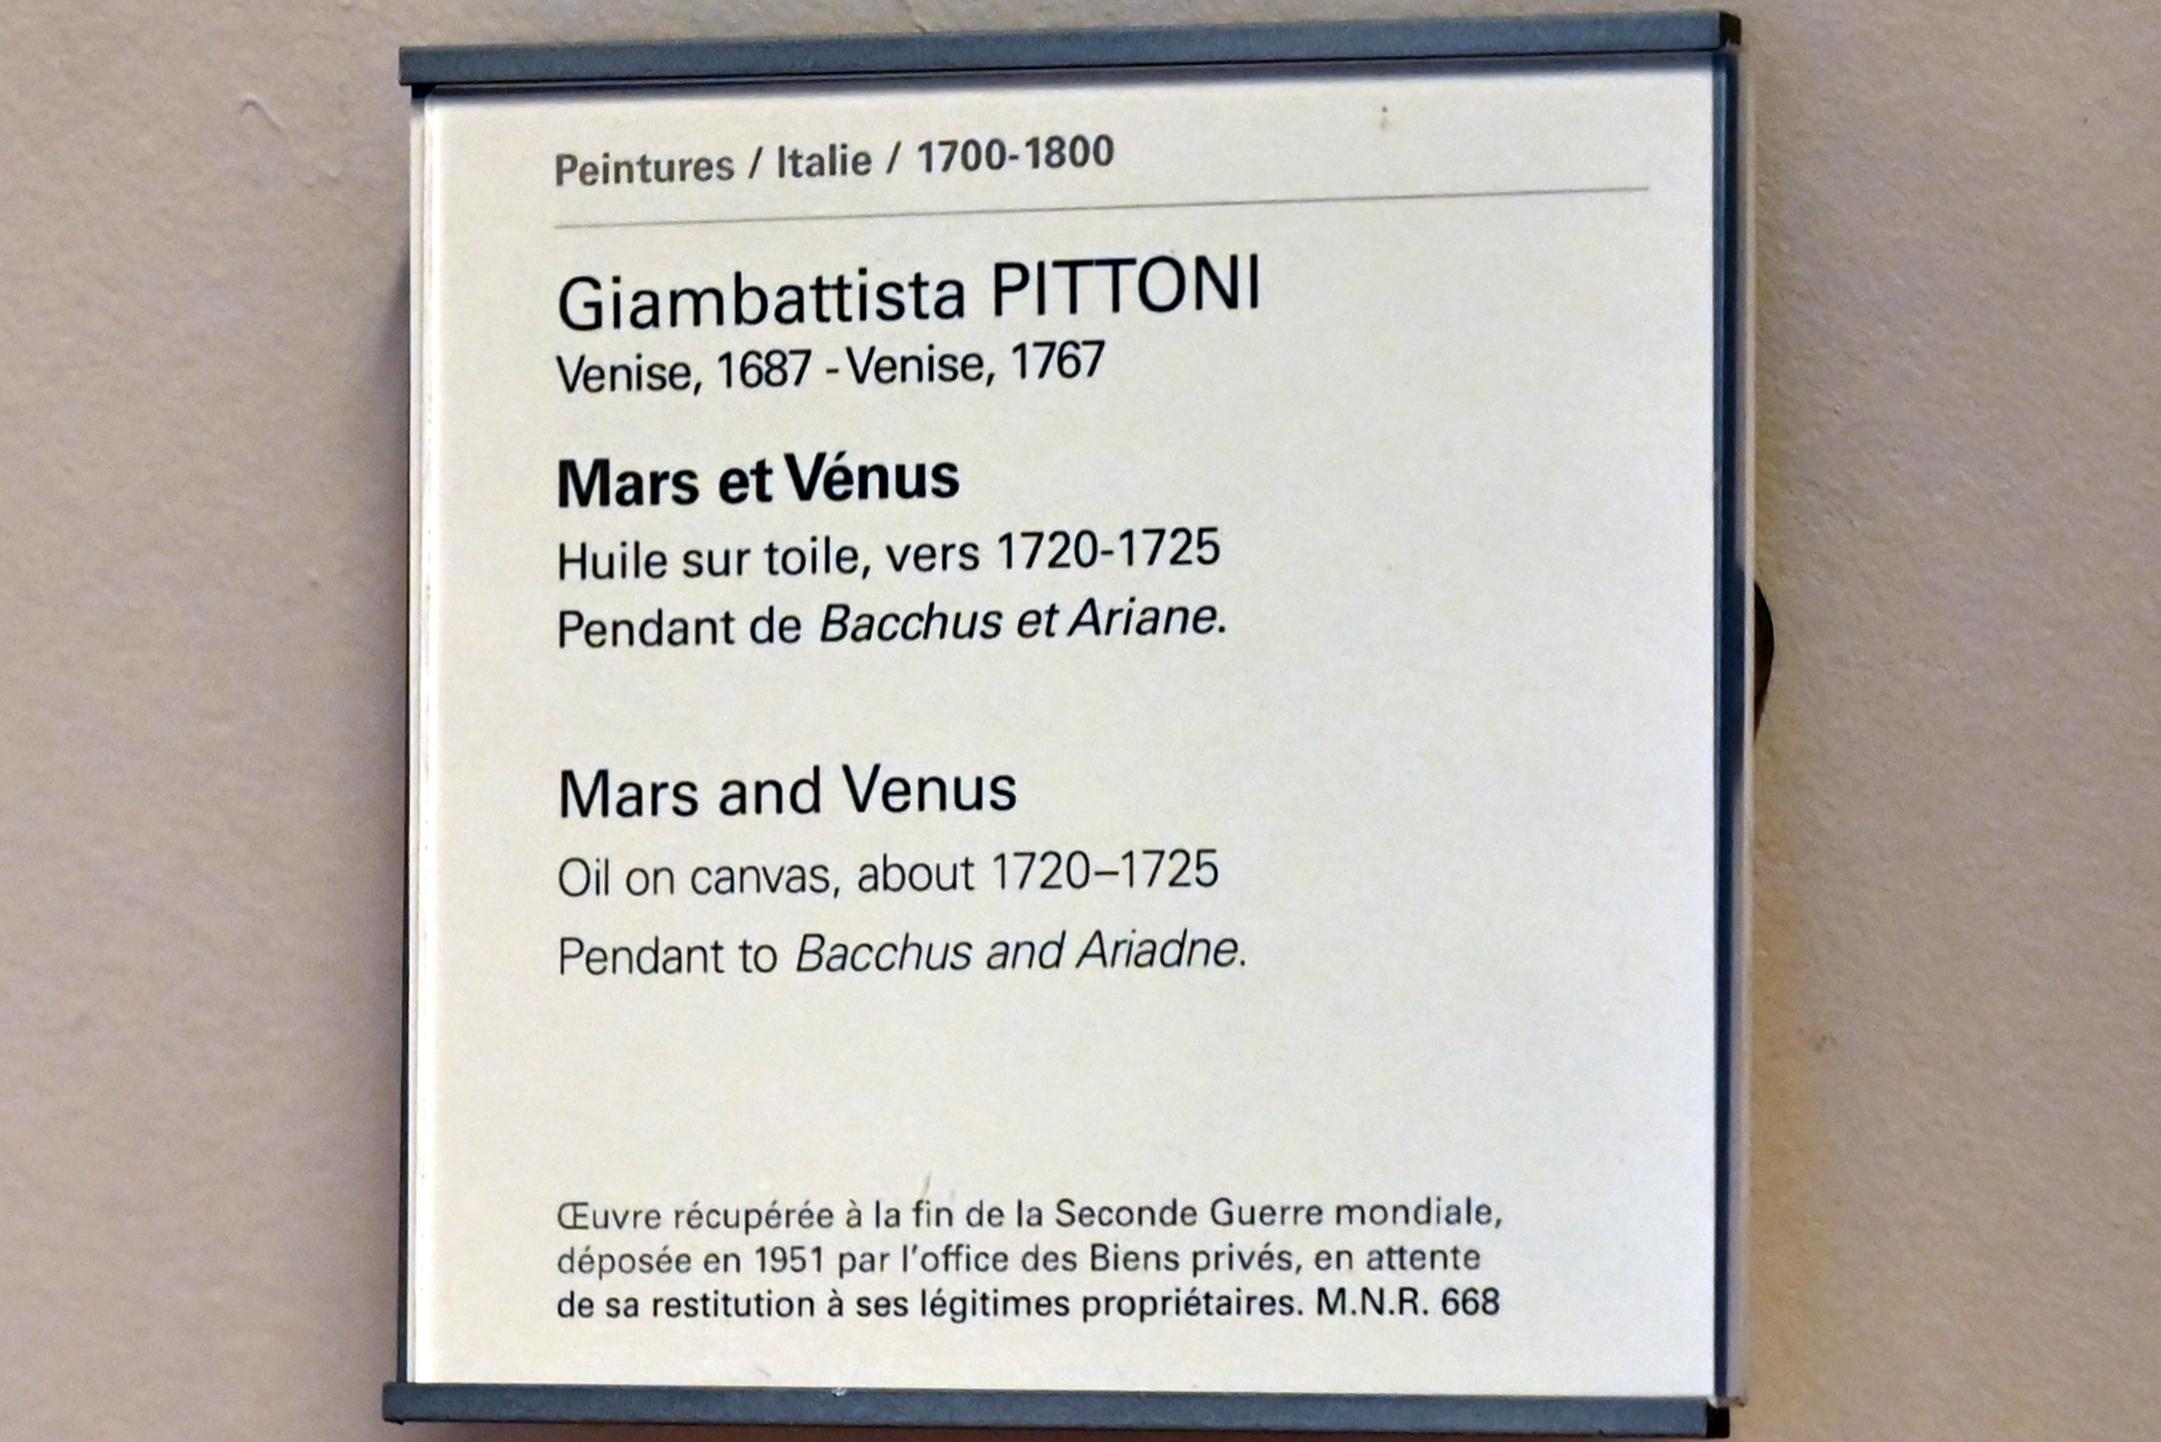 Peintures / Italie / 1700-1800
Giambattista PITTONI
Venise, 1687 - Venise, 1767
Mars et Vénus
Huile sur toile, vers 1720-1725
Pendant de Bacchus et Ariane.
Mars and Venus
Oil on canvas, about 1720–1725
Pendant to Bacchus and Ariadne.
Œuvre récupérée à la fin de la Seconde Guerre mondiale,
déposée en 1951 par l'office des Biens privés, en attente
de sa restitution à ses légitimes propriétaires. M.N.R. 668